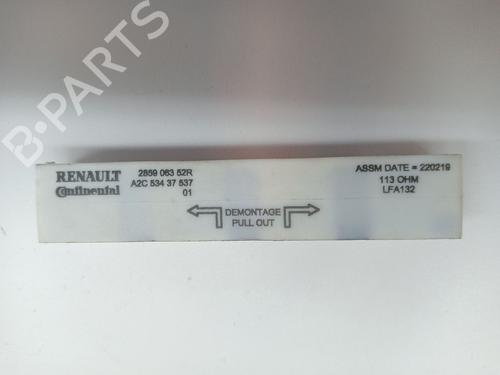 RENAULT
Continental
2859 063 52R
A2C 534 37 537
01
DEMONTAGE
PULL OUT
ASSM DATE = 220219
113 OHM
LFA132
B-PARTS